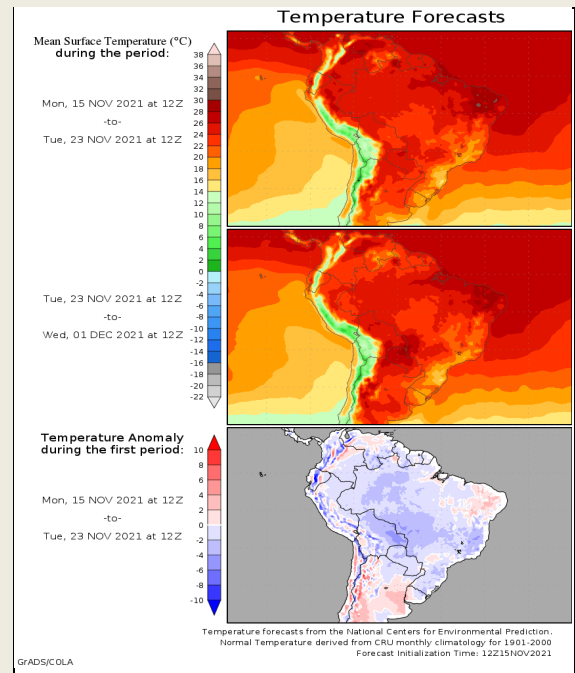 Temperature Forecasts
Mean Surface Temperature (°C)
during the period:
Mon, 15 NOV 2021 at 12Z
-to-
Tue, 23 NOV 2021 at 12Z
38
36
34
32
30
28
26
24
22
20
18
16
14
12
10
8
6
4
2
0
-2
-4
-6
-8
-10
-12
-14
-16
-18
-20
-22
Tue, 23 NOV 2021 at 12Z
-to-
Wed, 01 DEC 2021 at 12Z
Temperature Anomaly
during the first period:
Mon, 15 NOV 2021 at 12Z
-to-
Tue, 23 NOV 2021 at 12Z
10
8
6
4
2
0
-2
-4
-6
-8
-10
Temperature forecasts from the National Centers for Environmental Prediction.
Normal Temperature derived from CRU monthly climatology for 1901-2000
Forecast Initialization Time: 12Z15NOV2021
GrADS/COLA